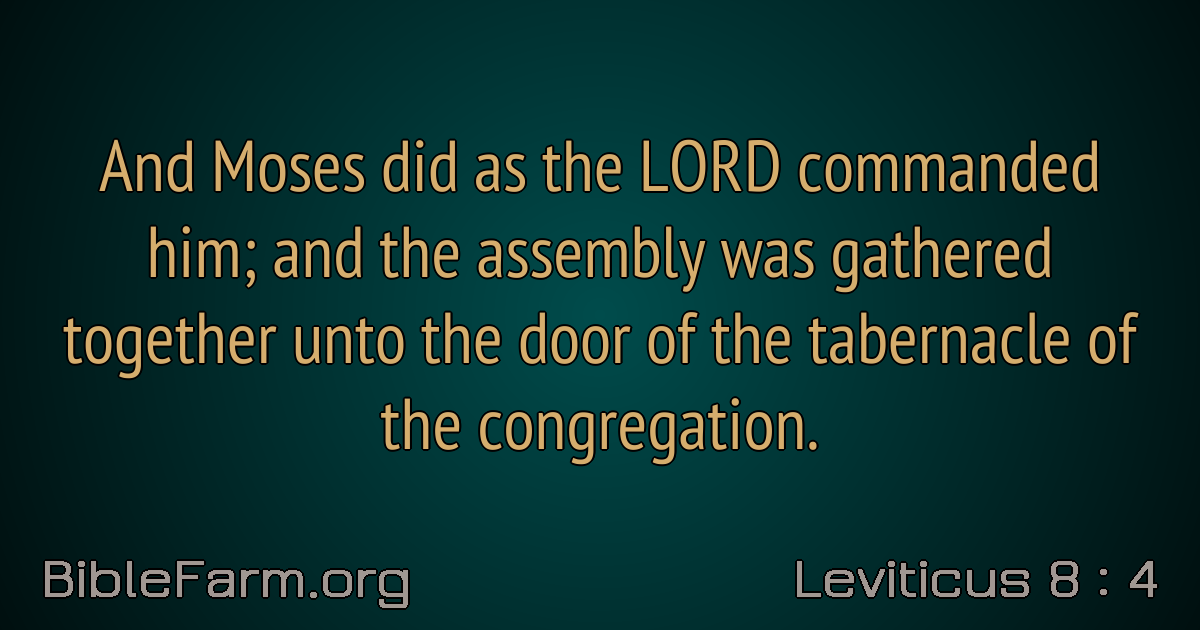 And Moses did as the LORD commanded
him; and the assembly was gathered
together unto the door of the tabernacle of
the congregation.
BibleFarm.org
Leviticus 8 : 4